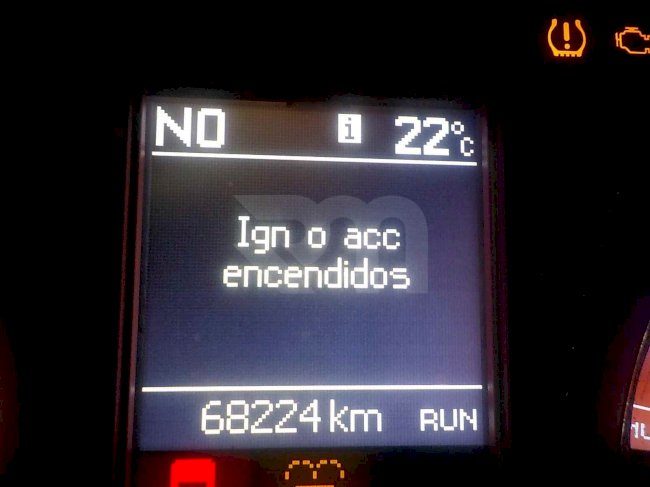 NO i 22°C
Ign o acc
encendidos
68224 km RUN